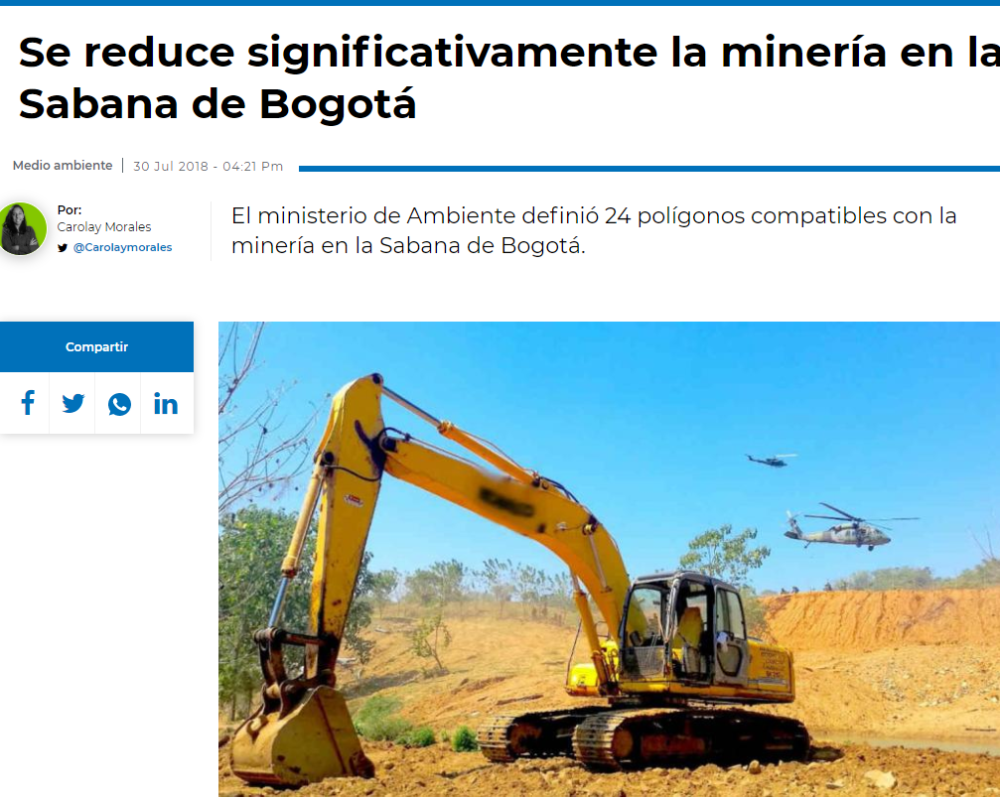 Se reduce significativamente la minería en la
Sabana de Bogotá
Medio ambiente | 30 Jul 2018 - 04:21 Pm
Por:
Carolay Morales
@Carolaymorales
El ministerio de Ambiente definió 24 polígonos compatibles con la
minería en la Sabana de Bogotá.
Compartir